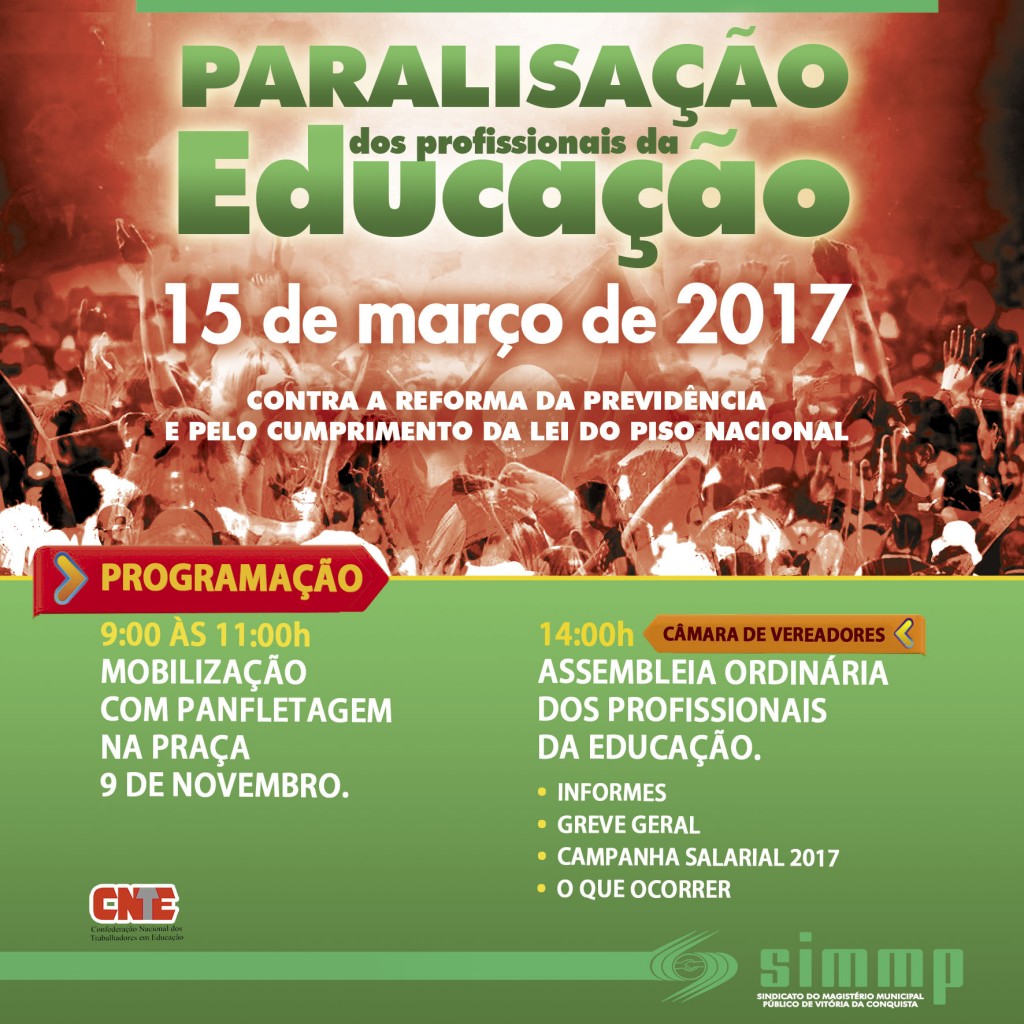 PARALISAÇÃO
dos profissionais da
Educação
15 de março de 2017
CONTRA A REFORMA DA PREVIDÊNCIA
E PELO CUMPRIMENTO DA LEI DO PISO NACIONAL
PROGRAMAÇÃO
9:00 ÀS 11:00h
MOBILIZAÇÃO
COM PANFLETAGEM
NA PRAÇA
9 DE NOVEMBRO.
14:00h CÂMARA DE VEREADORES
ASSEMBLEIA ORDINÁRIA
DOS PROFISSIONAIS
DA EDUCAÇÃO.
• INFORMES
• GREVE GERAL
• CAMPANHA SALARIAL 2017
• O QUE OCORRER
CNTE
Confederação Nacional dos
Trabalhadores em Educação
simmp
SINDICATO DO MAGISTÉRIO MUNICIPAL
PÚBLICO DE VITÓRIA DA CONQUISTA